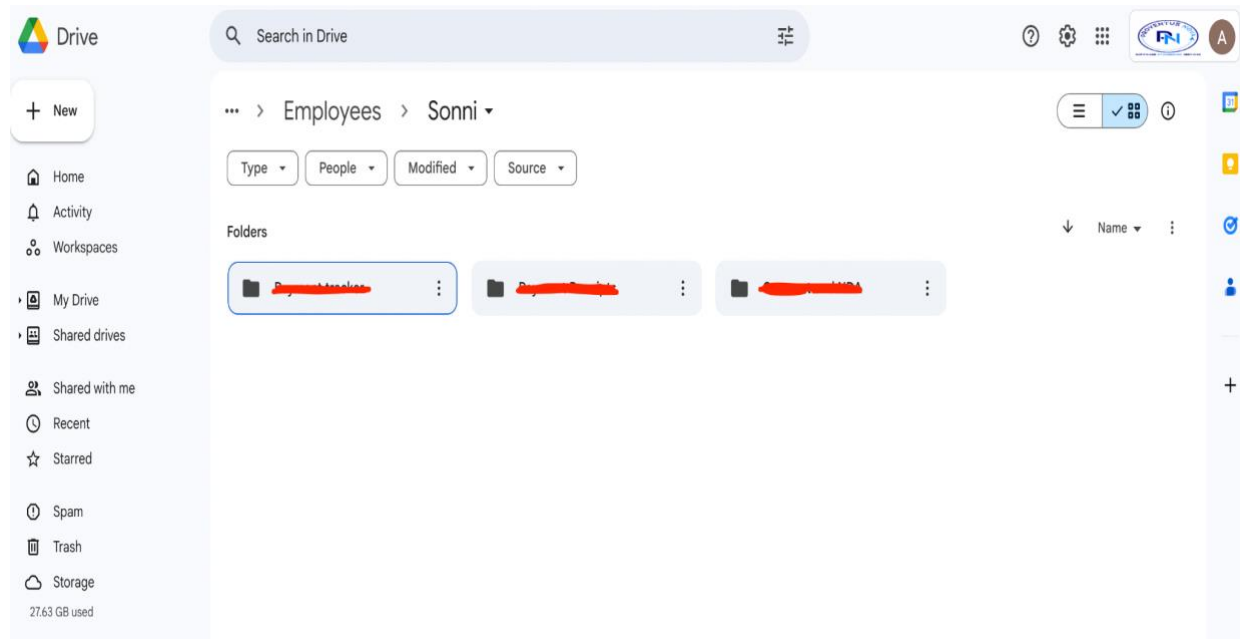 Drive
Search in Drive
A
New
... > Employees > Sonni
Type People Modified Source
Home
Activity
Workspaces
Folders
Name
My Drive
Shared drives
Shared with me
Recent
Starred
Spam
Trash
Storage
27.63 GB used
31